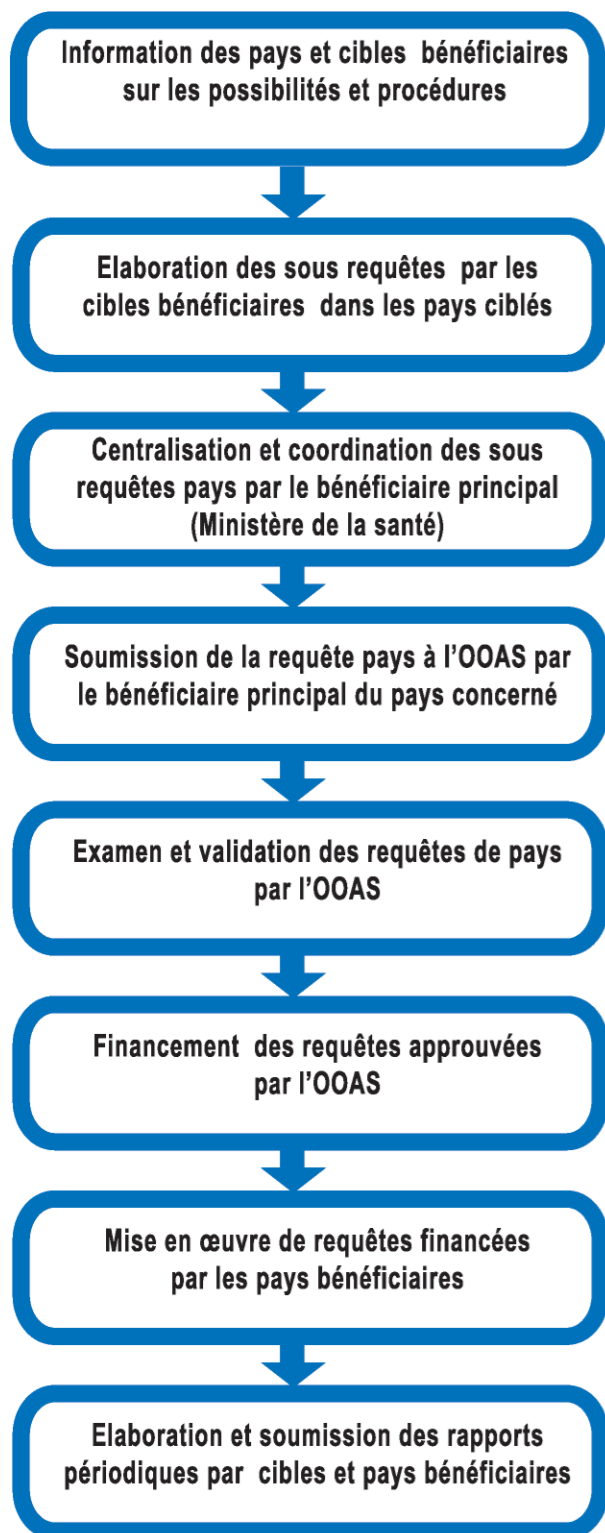 Information des pays et cibles bénéficiaires
sur les possibilités et procédures
Elaboration des sous requêtes par les
cibles bénéficiaires dans les pays ciblés
Centralisation et coordination des sous
requêtes pays par le bénéficiaire principal
(Ministère de la santé)
Soumission de la requête pays à l'OOAS par
le bénéficiaire principal du pays concerné
Examen et validation des requêtes de pays
par l'OOAS
Financement des requêtes approuvées
par l'OOAS
Mise en œuvre de requêtes financées
par les pays bénéficiaires
Elaboration et soumission des rapports
périodiques par cibles et pays bénéficiaires